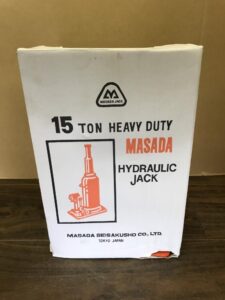 M
MASADA JACK
15 TON HEAVY DUTY
MASADA
HYDRAULIC
JACK
MASADA SEISAKUSHO CO., LTD.
TOKYO JAPAN